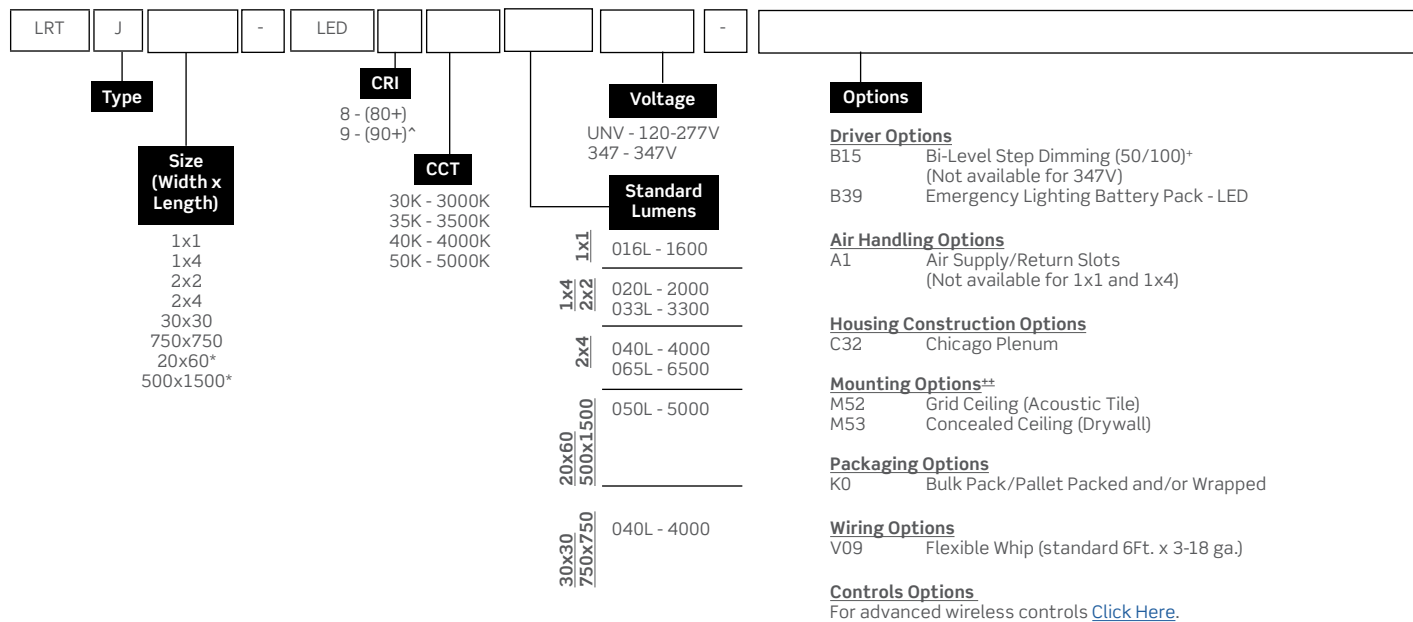 LRT J - LED -
Type
Size
(Width x
Length)
1x1
1x4
2x2
2x4
30x30
750x750
20x60*
500x1500*
CRI
8 - (80+)
9 - (90+)^
CCT
30K - 3000K
35K - 3500K
40K - 4000K
50K - 5000K
Voltage
UNV - 120-277V
347 - 347V
Standard
Lumens
1x1
016L - 1600
1x4
2x2
020L - 2000
033L - 3300
2x4
040L - 4000
065L - 6500
20x60
500x1500
050L - 5000
30x30
750x750
040L - 4000
Options
Driver Options
B15 Bi-Level Step Dimming (50/100)+
(Not available for 347V)
B39 Emergency Lighting Battery Pack - LED
Air Handling Options
A1 Air Supply/Return Slots
(Not available for 1x1 and 1x4)
Housing Construction Options
C32 Chicago Plenum
Mounting Options++
M52 Grid Ceiling (Acoustic Tile)
M53 Concealed Ceiling (Drywall)
Packaging Options
K0 Bulk Pack/Pallet Packed and/or Wrapped
Wiring Options
V09 Flexible Whip (standard 6Ft. x 3-18 ga.)
Controls Options
For advanced wireless controls Click Here.